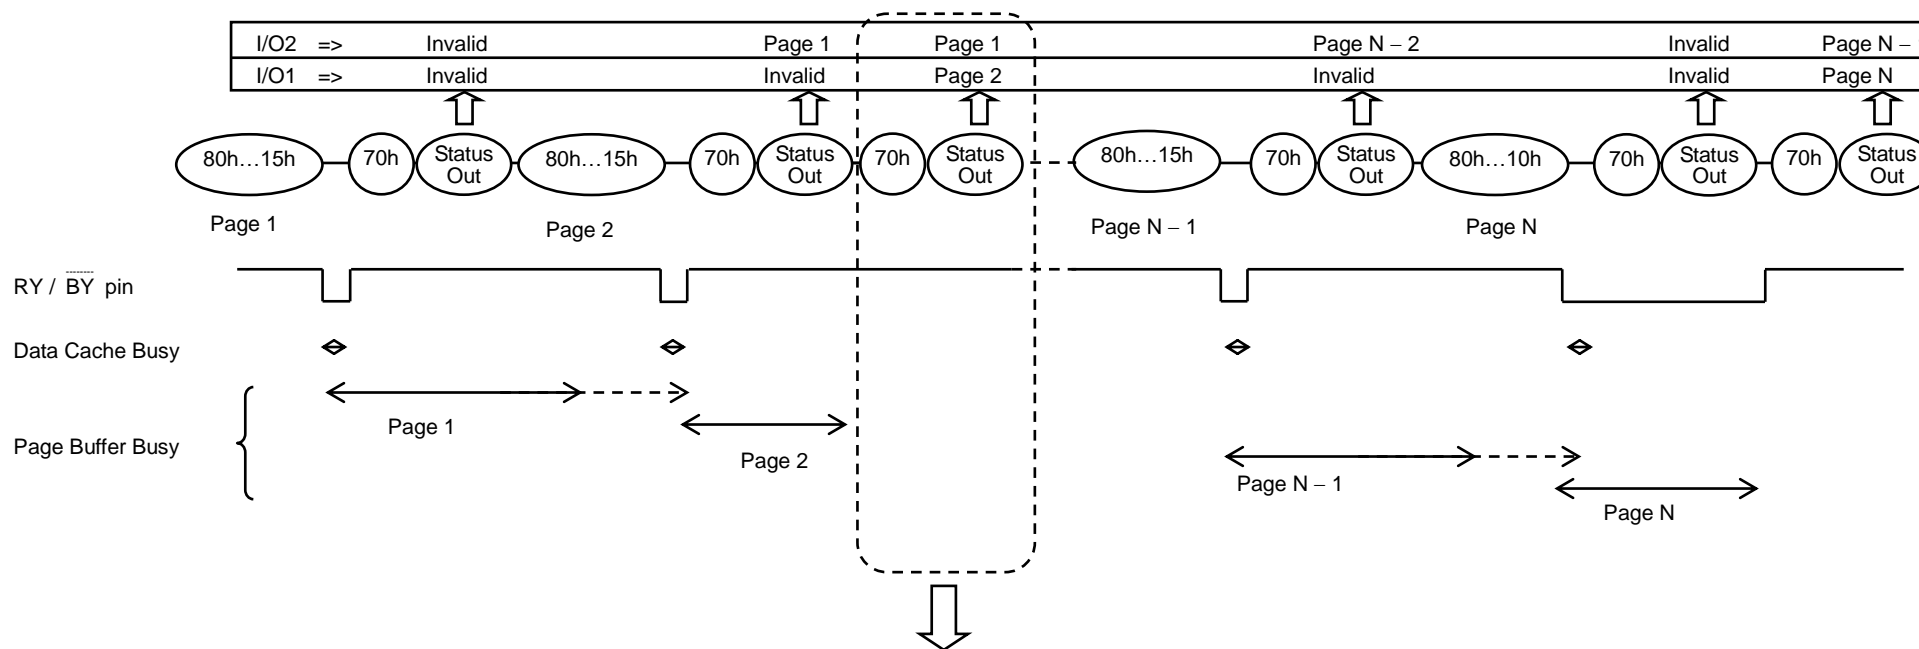 I/O2 => Invalid Page 1 Page 1 Page N − 2 Invalid Page N −
I/O1 => Invalid Invalid Page 2 Invalid Invalid Page N
80h…15h 70h Status Out 80h…15h 70h Status Out 70h Status Out 80h…15h 70h Status Out 80h…10h 70h Status Out 70h Status Out
Page 1 Page 2 Page N − 1 Page N
RY / BY pin
Data Cache Busy
Page Buffer Busy
Page 1
Page 2
Page N − 1
Page N